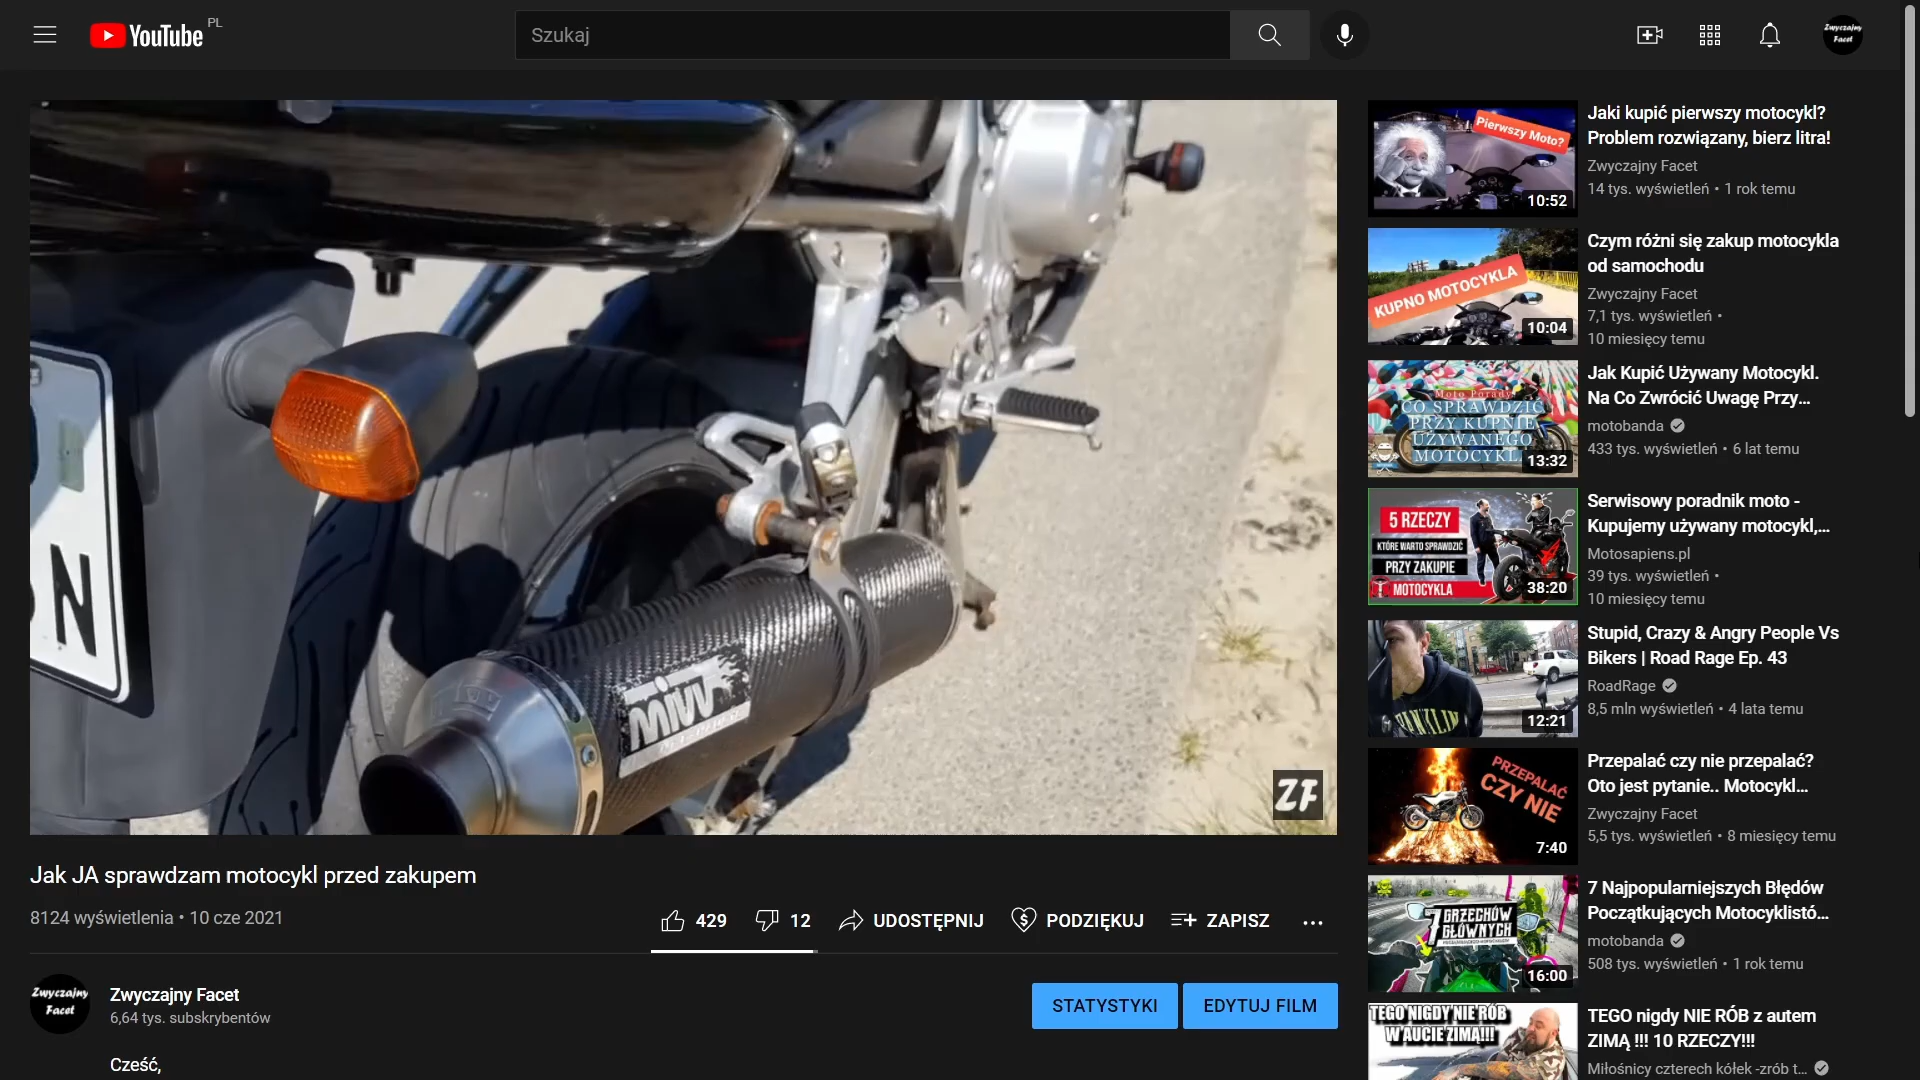 YouTube PL
Szukaj
Zwyczajny
Facet
N
MIVV
ZF
Jak JA sprawdzam motocykl przed zakupem
8124 wyświetlenia • 10 cze 2021
429
12
UDOSTĘPNIJ
PODZIĘKUJ
ZAPISZ
Zwyczajny
Facet
Zwyczajny Facet
6,64 tys. subskrybentów
STATYSTYKI
EDYTUJ FILM
Cześć,
Pierwszy Moto?
10:52
Jaki kupić pierwszy motocykl?
Problem rozwiązany, bierz litra!
Zwyczajny Facet
14 tys. wyświetleń • 1 rok temu
KUPNO MOTOCYKLA
10:04
Czym różni się zakup motocykla
od samochodu
Zwyczajny Facet
7,1 tys. wyświetleń •
10 miesięcy temu
Moto Porady
CO SPRAWDZIĆ
PRZY KUPNIE
UŻYWANEGO
13:32
Jak Kupić Używany Motocykl.
Na Co Zwrócić Uwagę Przy...
motobanda
433 tys. wyświetleń • 6 lat temu
5 RZECZY
KTÓRE WARTO SPRAWDZIĆ
PRZY ZAKUPIE
MOTOCYKLA
38:20
Serwisowy poradnik moto -
Kupujemy używany motocykl,...
Motosapiens.pl
39 tys. wyświetleń •
10 miesięcy temu
12:21
Stupid, Crazy & Angry People Vs
Bikers | Road Rage Ep. 43
RoadRage
8,5 mln wyświetleń • 4 lata temu
PRZEPALAĆ
CZY NIE
7:40
Przepalać czy nie przepalać?
Oto jest pytanie.. Motocykl...
Zwyczajny Facet
5,5 tys. wyświetleń • 8 miesięcy temu
7 GRZECHÓW
GŁÓWNYCH
16:00
7 Najpopularniejszych Błędów
Początkujących Motocyklistó...
motobanda
508 tys. wyświetleń • 1 rok temu
TEGO NIGDY NIE RÓB
W AUCIE ZIMĄ!!!
TEGO nigdy NIE RÓB z autem
ZIMĄ !!! 10 RZECZY!!!
Miłośnicy czterech kółek -zrób t...